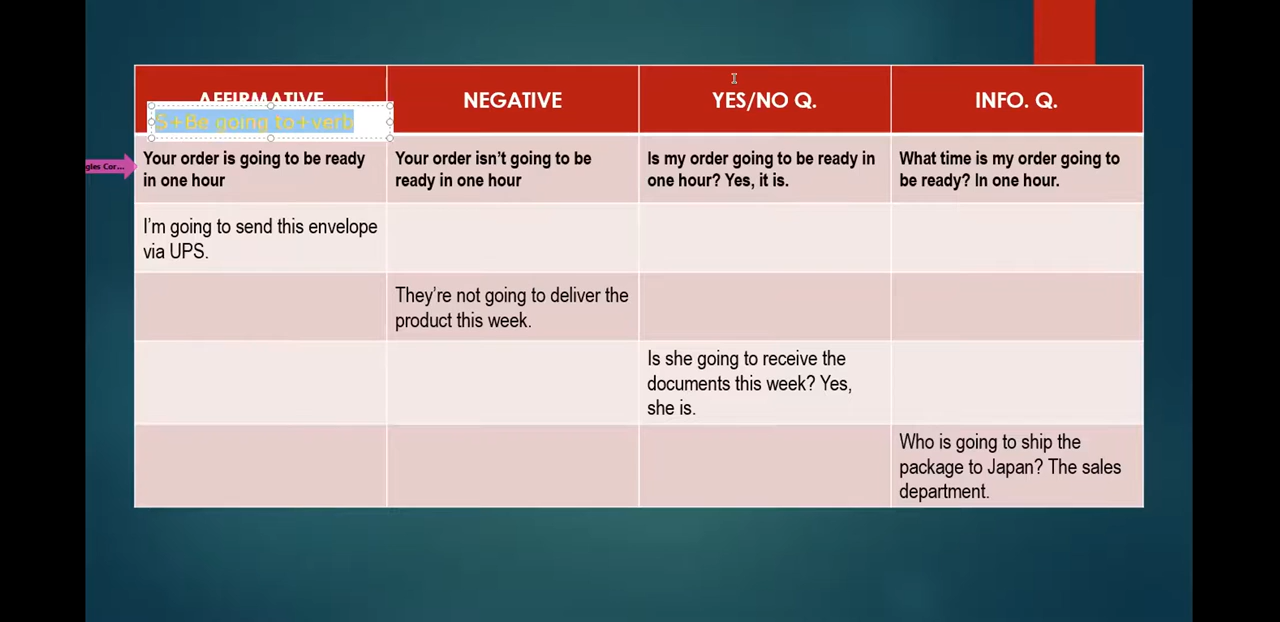 AFFIRMATIVE
NEGATIVE
YES/NO Q.
INFO. Q.
S+Be going to+verb
gles Cor...
Your order is going to be ready
in one hour
Your order isn't going to be
ready in one hour
Is my order going to be ready in
one hour? Yes, it is.
What time is my order going to
be ready? In one hour.
I'm going to send this envelope
via UPS.
They're not going to deliver the
product this week.
Is she going to receive the
documents this week? Yes,
she is.
Who is going to ship the
package to Japan? The sales
department.